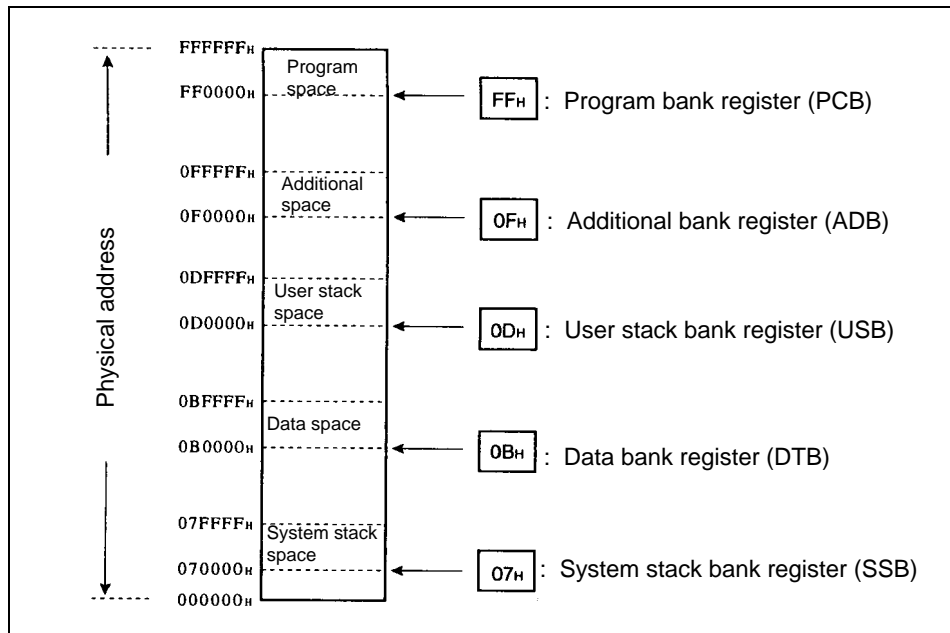 FFFFFFH
Program
space
FF0000H
FFH : Program bank register (PCB)
0FFFFFH
Additional
space
0F0000H
0FH : Additional bank register (ADB)
Physical address
0DFFFFH
User stack
space
0D0000H
0DH : User stack bank register (USB)
0BFFFFH
Data space
0B0000H
0BH : Data bank register (DTB)
07FFFFH
System stack
space
070000H
07H : System stack bank register (SSB)
000000H